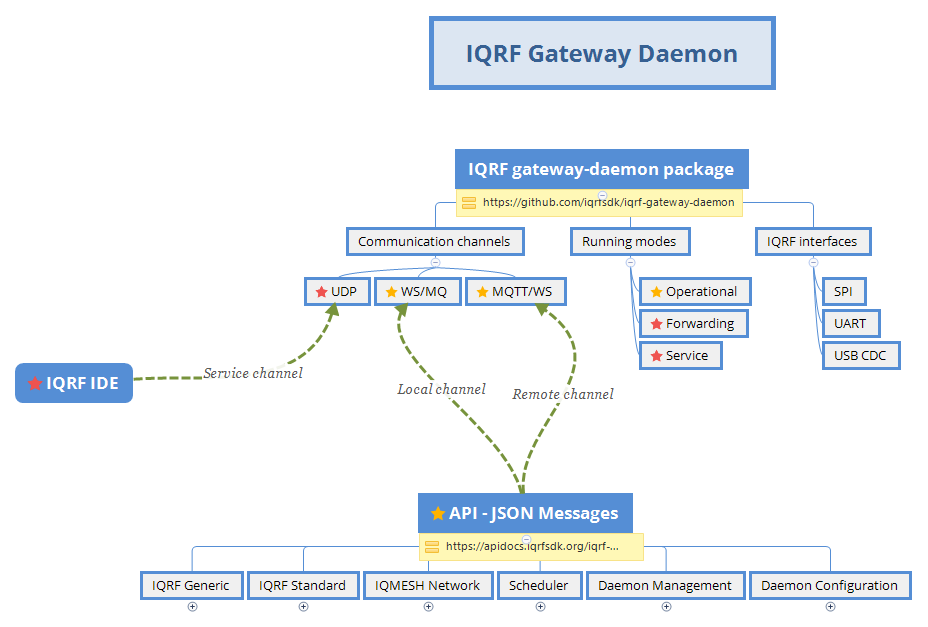 IQRF Gateway Daemon
IQRF gateway-daemon package
https://github.com/iqrfsdk/iqrf-gateway-daemon
Communication channels
Running modes
IQRF interfaces
UDP
WS/MQ
MQTT/WS
Operational
Forwarding
Service
SPI
UART
USB CDC
IQRF IDE
Service channel
Local channel
Remote channel
API - JSON Messages
https://apidocs.iqrfsdk.org/iqrf-...
IQRF Generic
IQRF Standard
IQMESH Network
Scheduler
Daemon Management
Daemon Configuration